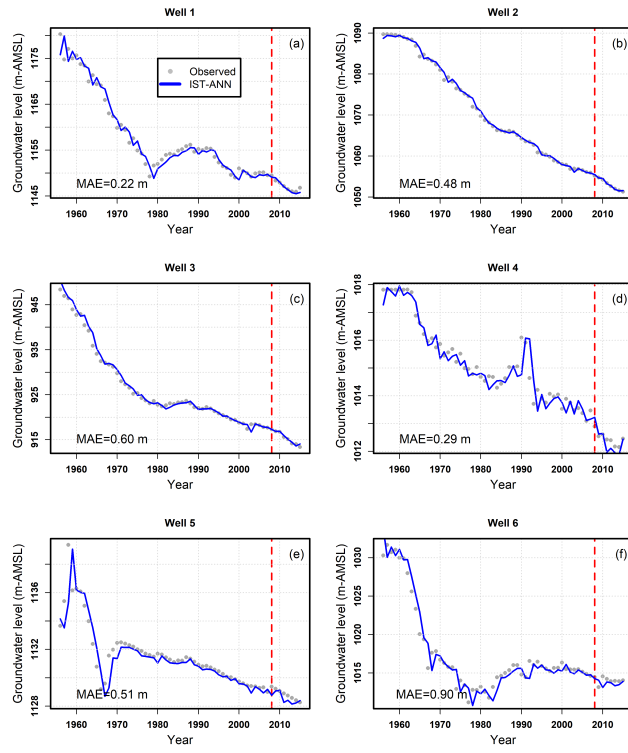 Well 1
Groundwater level (m-AMSL)
1175
1165
1155
1145
(a)
Observed
IST-ANN
MAE=0.22 m
1960 1970 1980 1990 2000 2010
Year
Well 2
Groundwater level (m-AMSL)
1090
1080
1070
1060
1050
(b)
MAE=0.48 m
1960 1970 1980 1990 2000 2010
Year
Well 3
Groundwater level (m-AMSL)
945
935
925
915
(c)
MAE=0.60 m
1960 1970 1980 1990 2000 2010
Year
Well 4
Groundwater level (m-AMSL)
1018
1016
1014
1012
(d)
MAE=0.29 m
1960 1970 1980 1990 2000 2010
Year
Well 5
Groundwater level (m-AMSL)
1136
1132
1128
(e)
MAE=0.51 m
1960 1970 1980 1990 2000 2010
Year
Well 6
Groundwater level (m-AMSL)
1030
1025
1020
1015
(f)
MAE=0.90 m
1960 1970 1980 1990 2000 2010
Year